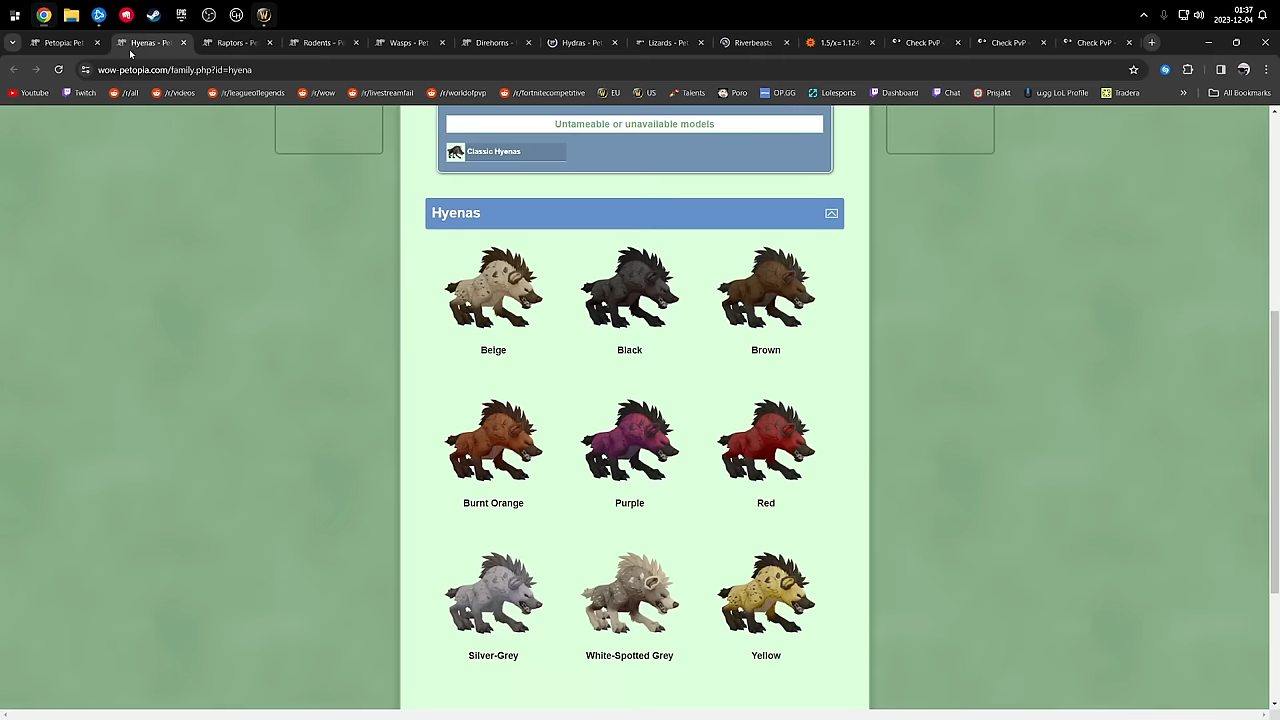 01:37
2023-12-04
EPIC
Petopia: Pet
Hyenas - Pet
Raptors - Pe
Rodents - P
Wasps - Pet
Direhorns -
Hydras - Pet
Lizards - Pet
Riverbeasts
1.5/x=1.124
Check PvP
Check PvP
Check PvP
wow-petopia.com/family.php?id=hyena
Youtube
Twitch
/r/all
/r/videos
/r/leagueoflegends
/r/wow
/r/livestreamfail
/r/worldofpvp
/r/fortnitecompetitive
EU
US
Talents
Poro
OP.GG
Lolesports
Dashboard
Chat
Prisjakt
u.gg LoL Profile
Tradera
All Bookmarks
Untameable or unavailable models
Classic Hyenas
Hyenas
Beige
Black
Brown
Burnt Orange
Purple
Red
Silver-Grey
White-Spotted Grey
Yellow